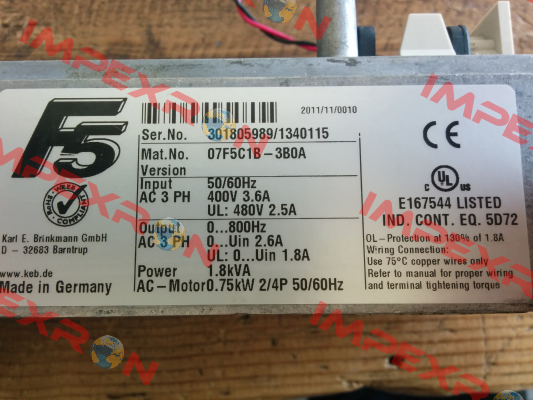 F5
2011/11/0010
Ser.No. 301805989/1340115
Mat.No. 07F5C1B-3B0A
Version
Input 50/60Hz
AC 3 PH 400V 3.6A
UL: 480V 2.5A
Output 0...800Hz
AC 3 PH 0...Uin 2.6A
UL: 0...Uin 1.8A
Power 1.8kVA
AC-Motor 0.75kW 2/4P 50/60Hz
Karl E. Brinkmann GmbH
D - 32683 Barntrup
www.keb.de
Made in Germany
CE
c UL US
E167544 LISTED
IND. CONT. EQ. 5D72
OL-Protection at 130% of 1.8A
Wiring Connection:
Use 75°C copper wires only
Refer to manual for proper wiring
and terminal tightening torque
IMPEXRON